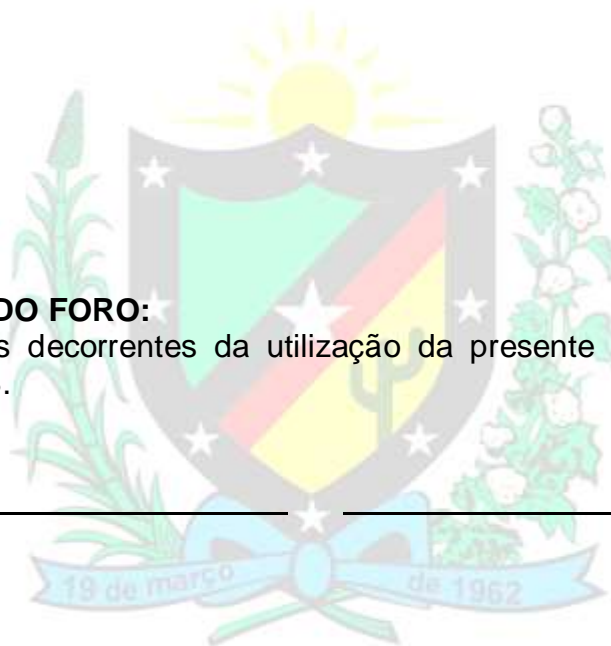 DO FORO:
s decorrentes da utilização da presente
19 de março de 1962